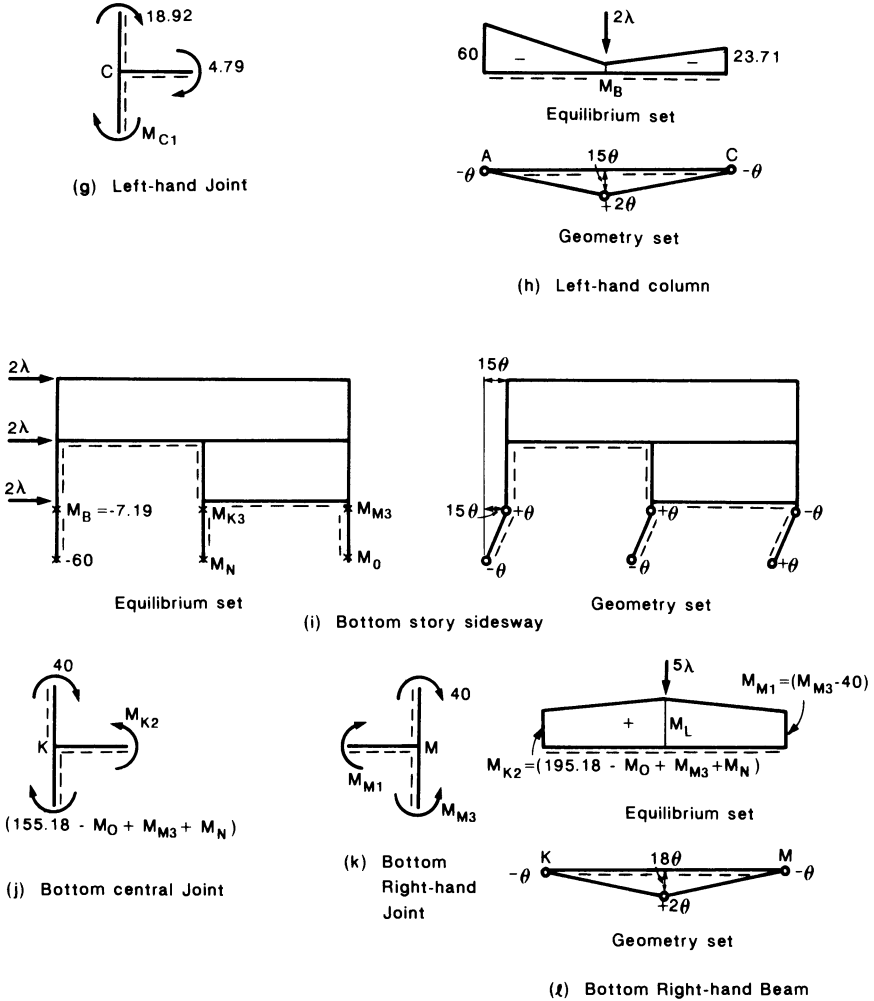 18.92
C
4.79
M_C1
(g) Left-hand Joint
2λ
60
–
–
23.71
M_B
Equilibrium set
A
C
15θ
-θ
-θ
+2θ
Geometry set
(h) Left-hand column
2λ
2λ
2λ
M_B = -7.19
M_K3
M_M3
-60
M_N
M_O
Equilibrium set
15θ
15θ
+θ
+θ
-θ
-θ
-θ
+θ
Geometry set
(i) Bottom story sidesway
40
M_K2
K
(155.18 - M_O + M_M3 + M_N)
(j) Bottom central Joint
40
M
M_M1
M_M3
(k) Bottom
Right-hand
Joint
5λ
M_M1=(M_M3-40)
+
M_L
M_K2=(195.18 - M_O + M_M3 + M_N)
Equilibrium set
K
M
18θ
-θ
-θ
+2θ
Geometry set
(ℓ) Bottom Right-hand Beam